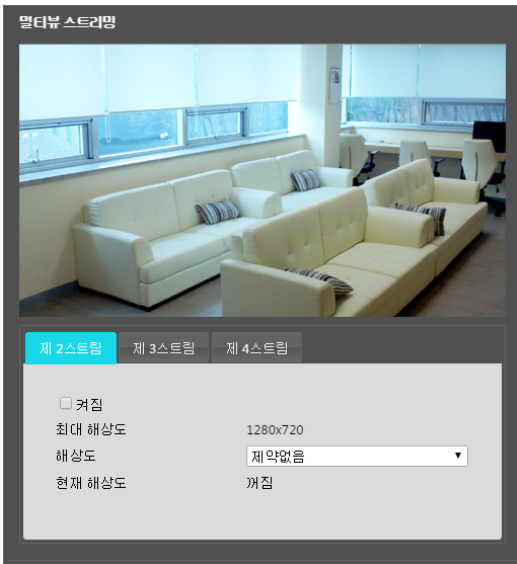 멀티뷰 스트리밍
제 2스트림 제 3스트림 제 4스트림
켜짐
최대 해상도 1280x720
해상도 제약없음
현재 해상도 꺼짐